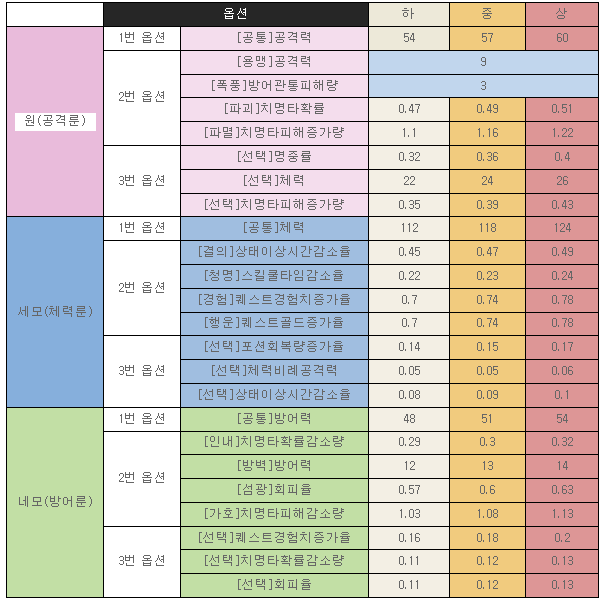 옵션 하 중 상
원(공격룬) 1번 옵션 [공통]공격력 54 57 60
2번 옵션 [용맹]공격력 9
[폭풍]방어관통피해량 3
[파괴]치명타확률 0.47 0.49 0.51
[파멸]치명타피해증가량 1.1 1.16 1.22
3번 옵션 [선택]명중률 0.32 0.36 0.4
[선택]체력 22 24 26
[선택]치명타피해증가량 0.35 0.39 0.43
세모(체력룬) 1번 옵션 [공통]체력 112 118 124
2번 옵션 [결의]상태이상시간감소율 0.45 0.47 0.49
[청명]스킬쿨타임감소율 0.22 0.23 0.24
[경험]퀘스트경험치증가율 0.7 0.74 0.78
[행운]퀘스트골드증가율 0.7 0.74 0.78
3번 옵션 [선택]포션회복량증가율 0.14 0.15 0.17
[선택]체력비례공격력 0.05 0.05 0.06
[선택]상태이상시간감소율 0.08 0.09 0.1
네모(방어룬) 1번 옵션 [공통]방어력 48 51 54
2번 옵션 [인내]치명타확률감소량 0.29 0.3 0.32
[방벽]방어력 12 13 14
[섬광]회피율 0.57 0.6 0.63
[가호]치명타피해감소량 1.03 1.08 1.13
3번 옵션 [선택]퀘스트경험치증가율 0.16 0.18 0.2
[선택]치명타확률감소량 0.11 0.12 0.13
[선택]회피율 0.11 0.12 0.13